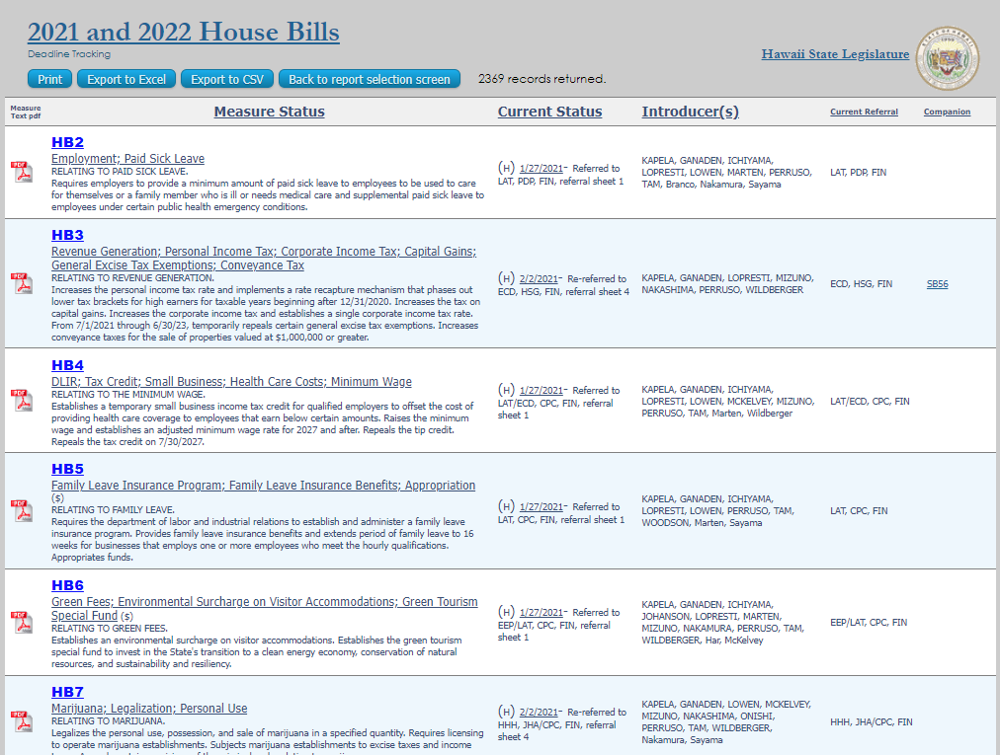 2021 and 2022 House Bills
Deadline Tracking
Hawaii State Legislature
Print
Export to Excel
Export to CSV
Back to report selection screen
2369 records returned.
Measure
Text pdf
Measure Status
Current Status
Introducer(s)
Current Referral
Companion
HB2
Employment; Paid Sick Leave
RELATING TO PAID SICK LEAVE.
Requires employers to provide a minimum amount of paid sick leave to employees to be used to care
for themselves or a family member who is ill or needs medical care and supplemental paid sick leave to
employees under certain public health emergency conditions.
(H) 1/27/2021- Referred to
LAT, PDP, FIN, referral sheet 1
KAPELA, GANADEN, ICHIYAMA,
LOPRESTI, LOWEN, MARTEN, PERRUSO,
TAM, Branco, Nakamura, Sayama
LAT, PDP, FIN
HB3
Revenue Generation; Personal Income Tax; Corporate Income Tax; Capital Gains;
General Excise Tax Exemptions; Conveyance Tax
RELATING TO REVENUE GENERATION.
Increases the personal income tax rate and implements a rate recapture mechanism that phases out
lower tax brackets for high earners for taxable years beginning after 12/31/2020. Increases the tax on
capital gains. Increases the corporate income tax and establishes a single corporate income tax rate.
From 7/1/2021 through 6/30/23, temporarily repeals certain general excise tax exemptions. Increases
conveyance taxes for the sale of properties valued at $1,000,000 or greater.
(H) 2/2/2021- Re-referred to
ECD, HSG, FIN, referral sheet 4
KAPELA, GANADEN, LOPRESTI, MIZUNO,
NAKASHIMA, PERRUSO, WILDBERGER
ECD, HSG, FIN
SB56
HB4
DLIR; Tax Credit; Small Business; Health Care Costs; Minimum Wage
RELATING TO THE MINIMUM WAGE.
Establishes a temporary small business income tax credit for qualified employers to offset the cost of
providing health care coverage to employees that earn below certain amounts. Raises the minimum
wage and establishes an adjusted minimum wage rate for 2027 and after. Repeals the tip credit.
Repeals the tax credit on 7/30/2027.
(H) 1/27/2021- Referred to
LAT/ECD, CPC, FIN, referral
sheet 1
KAPELA, GANADEN, ICHIYAMA,
LOPRESTI, LOWEN, MCKELVEY, MIZUNO,
PERRUSO, TAM, Marten, Wildberger
LAT/ECD, CPC, FIN
HB5
Family Leave Insurance Program; Family Leave Insurance Benefits; Appropriation
($)
RELATING TO FAMILY LEAVE.
Requires the department of labor and industrial relations to establish and administer a family leave
insurance program. Provides family leave insurance benefits and extends period of family leave to 16
weeks for businesses that employs one or more employees who meet the hourly qualifications.
Appropriates funds.
(H) 1/27/2021- Referred to
LAT, CPC, FIN, referral sheet 1
KAPELA, GANADEN, ICHIYAMA,
LOPRESTI, LOWEN, PERRUSO, TAM,
WOODSON, Marten, Sayama
LAT, CPC, FIN
HB6
Green Fees; Environmental Surcharge on Visitor Accommodations; Green Tourism
Special Fund ($)
RELATING TO GREEN FEES.
Establishes an environmental surcharge on visitor accommodations. Establishes the green tourism
special fund to invest in the State's transition to a clean energy economy, conservation of natural
resources, and sustainability and resiliency.
(H) 1/27/2021- Referred to
EEP/LAT, CPC, FIN, referral
sheet 1
KAPELA, GANADEN, ICHIYAMA,
JOHANSON, LOPRESTI, MARTEN,
MIZUNO, NAKAMURA, PERRUSO, TAM,
WILDBERGER, Har, McKelvey
EEP/LAT, CPC, FIN
HB7
Marijuana; Legalization; Personal Use
RELATING TO MARIJUANA.
Legalizes the personal use, possession, and sale of marijuana in a specified quantity. Requires licensing
to operate marijuana establishments. Subjects marijuana establishments to excise taxes and income
(H) 2/2/2021- Re-referred to
HHH, JHA/CPC, FIN, referral
sheet 4
KAPELA, GANADEN, LOWEN, MCKELVEY,
MIZUNO, NAKASHIMA, ONISHI,
PERRUSO, TAM, WILDBERGER,
Nakamura, Sayama
HHH, JHA/CPC, FIN